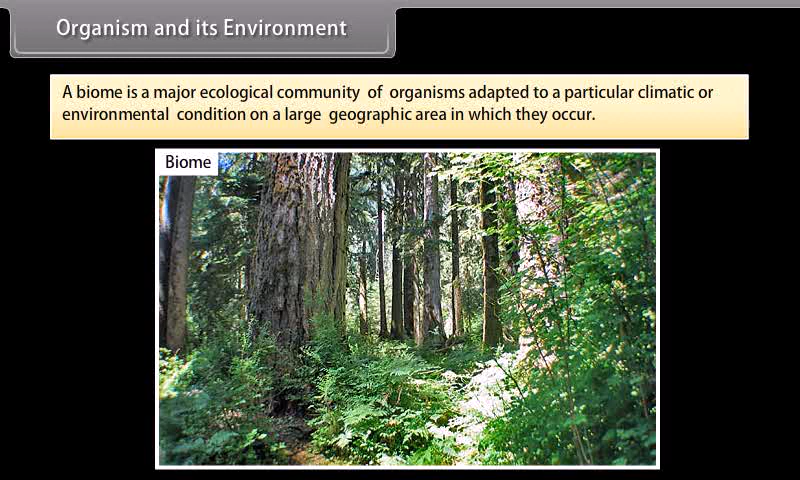 Organism and its Environment
A biome is a major ecological community of organisms adapted to a particular climatic or
environmental condition on a large geographic area in which they occur.
Biome